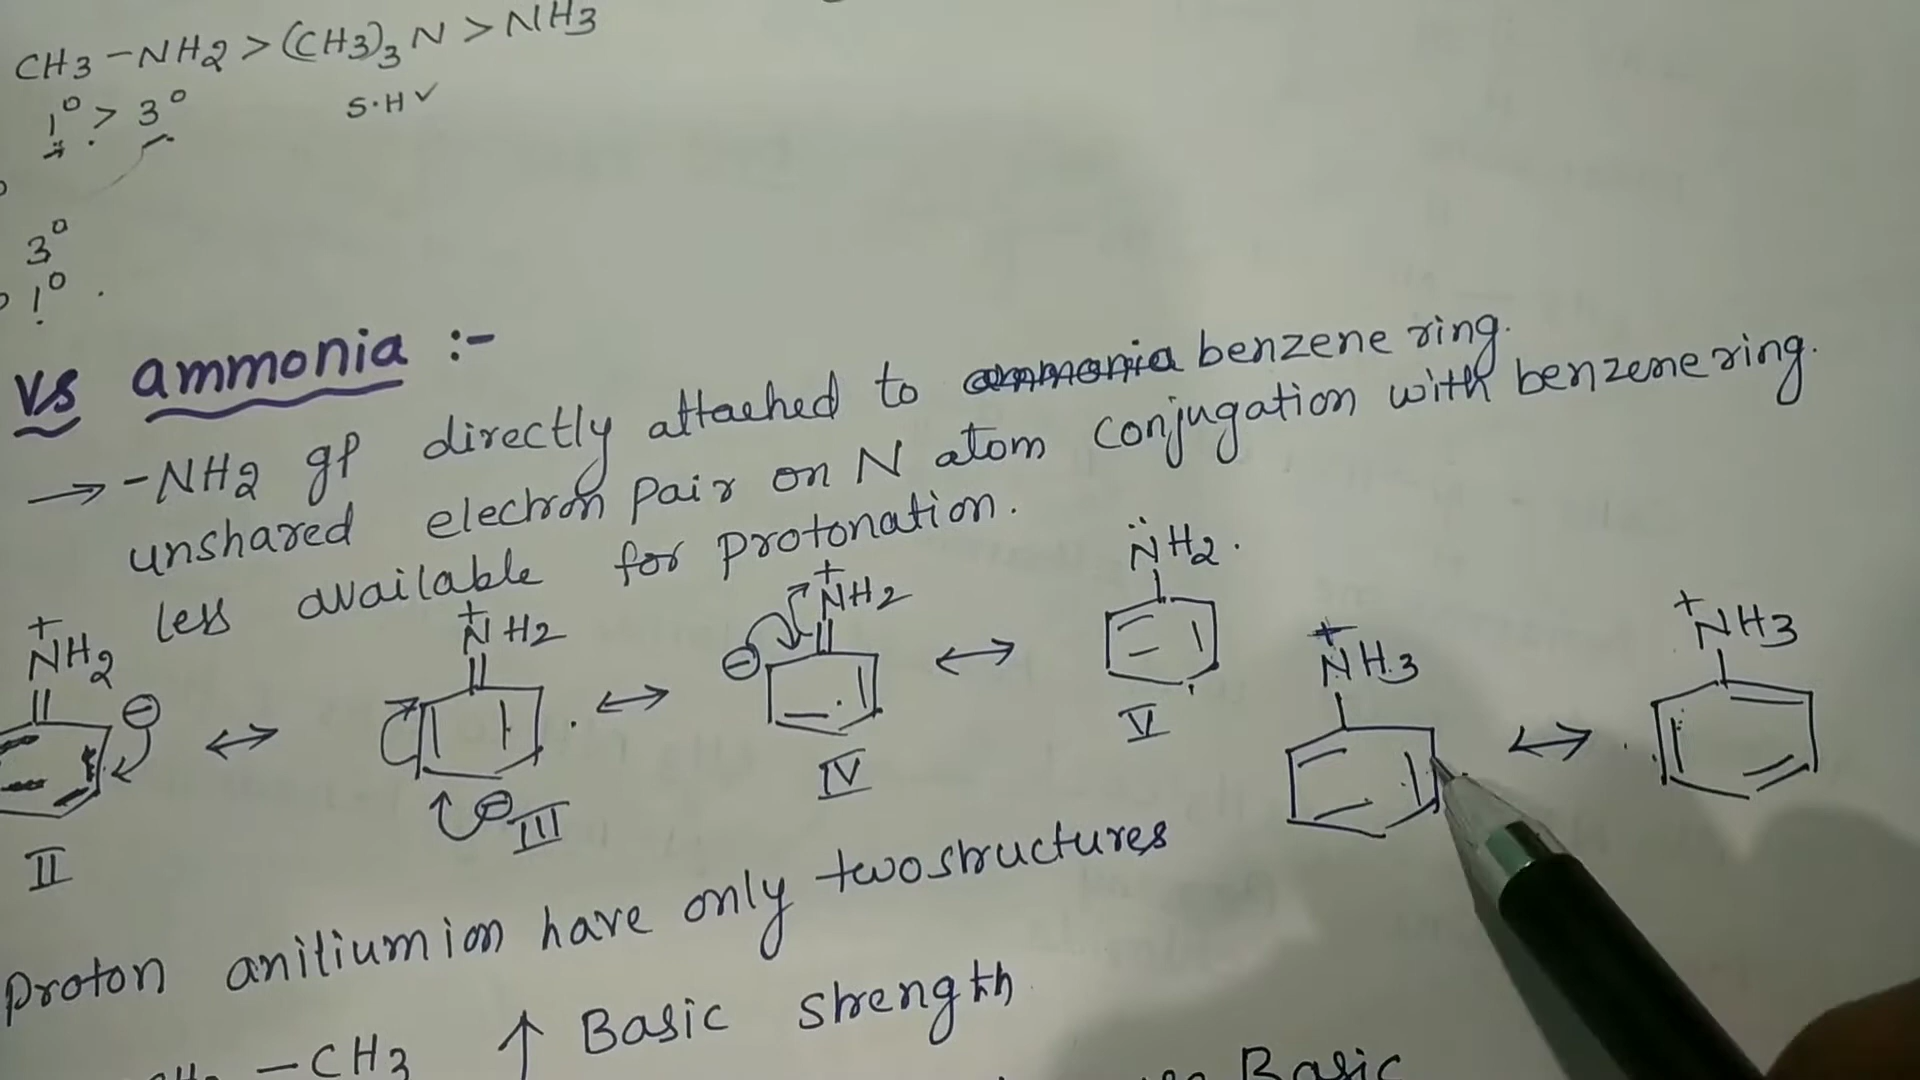 CH3-NH2 > (CH3)3 N > NH3
1° > 3°
S.H ✓
3°
1°.
vs ammonia :-
→ -NH2 gp directly attached to benzene ring.
unshared electron pair on N atom conjugation with benzene ring.
less available for protonation.
+NH2 ⊖ ↔ +NH2 ⊖ ↔ ⊖ +NH2 ↔ N̈H2.
II III IV V
+NH3 ↔ +NH3
Proton anilium ion have only two structures
-CH3 ↑ Basic strength
Basic